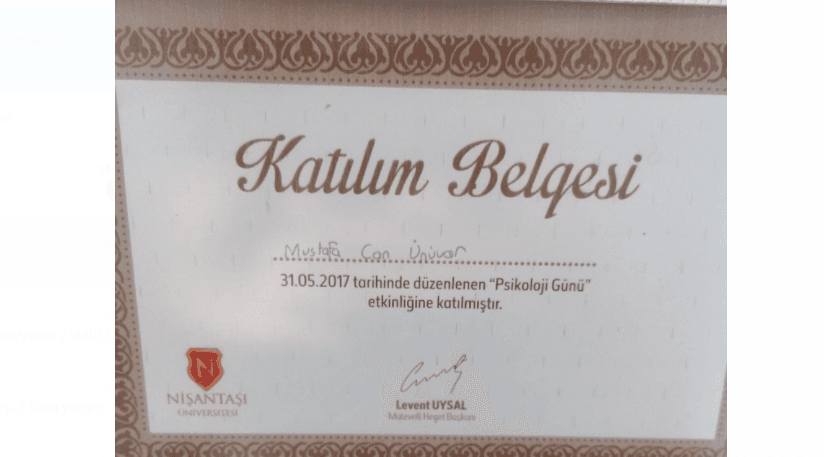 Katılım Belgesi
Mustafa Can Ünüvar
31.05.2017 tarihinde düzenlenen "Psikoloji Günü"
etkinliğine katılmıştır.
N
NİŞANTAŞI
ÜNİVERSİTESİ
Levent UYSAL
Mütevelli Heyet Başkanı